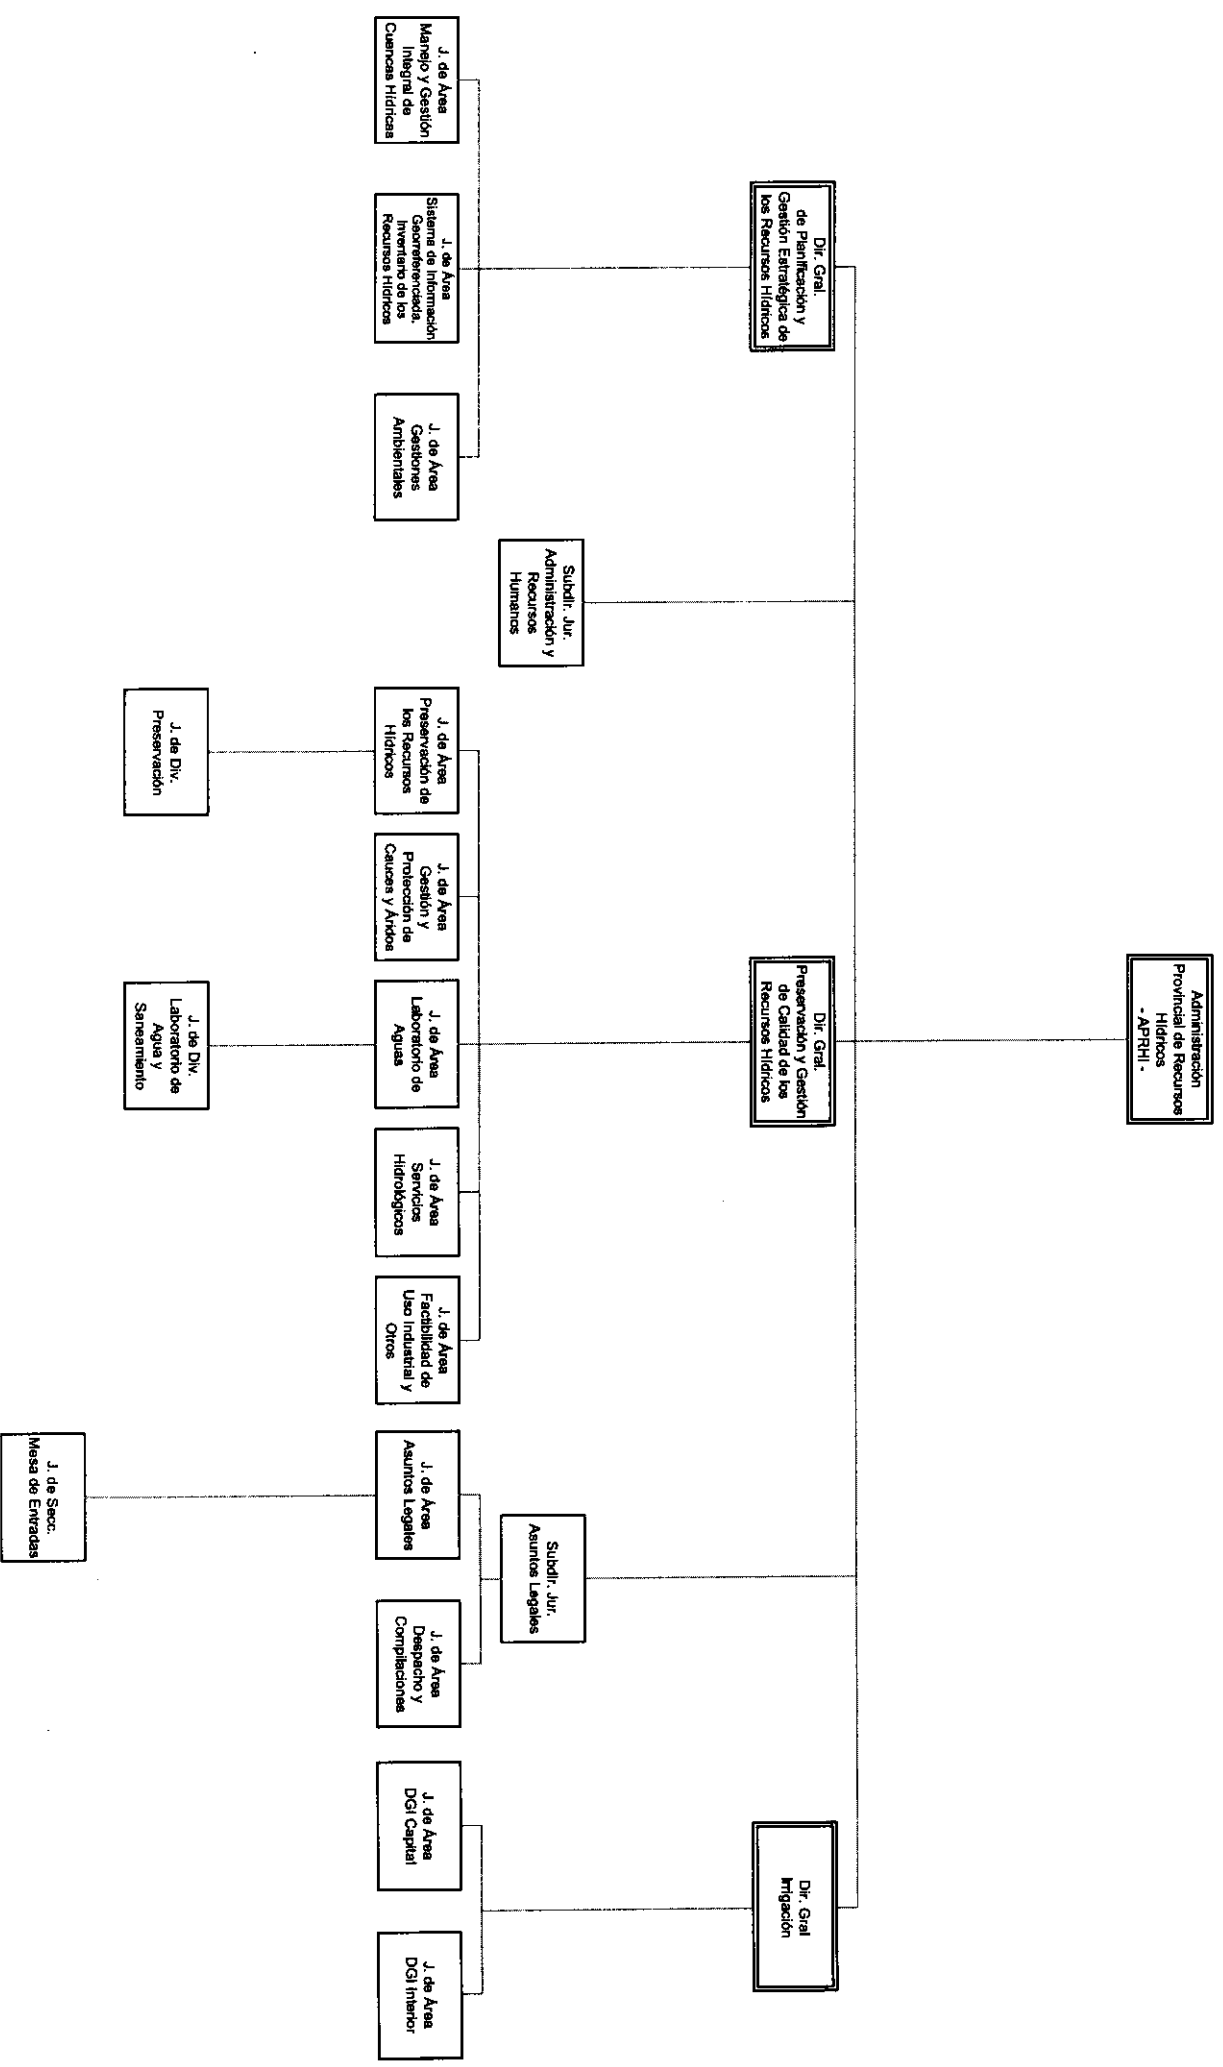 Administración
Provincial de Recursos
Hídricos
- APRHI -
Dir. Gral.
de Planificación y
Gestión Estratégica de
los Recursos Hídricos
Dir. Gral.
Preservación y Gestión
de Calidad de los
Recursos Hídricos
Dir. Gral
Irrigación
Subdir. Jur.
Administración y
Recursos
Humanos
Subdir. Jur.
Asuntos Legales
J. de Área
Manejo y Gestión
Integral de
Cuencas Hídricas
J. de Área
Sistema de Información
Georreferenciada,
Inventario de los
Recursos Hídricos
J. de Área
Gestiones
Ambientales
J. de Área
Preservación de
los Recursos
Hídricos
J. de Área
Gestión y
Protección de
Cauces y Áridos
J. de Área
Laboratorio de
Aguas
J. de Área
Servicios
Hidrológicos
J. de Área
Factibilidad de
Uso Industrial y
Otros
J. de Área
Asuntos Legales
J. de Área
Despacho y
Compilaciones
J. de Área
DGI Capital
J. de Área
DGI Interior
J. de Div.
Preservación
J. de Div.
Laboratorio de
Agua y
Saneamiento
J. de Secc.
Mesa de Entradas